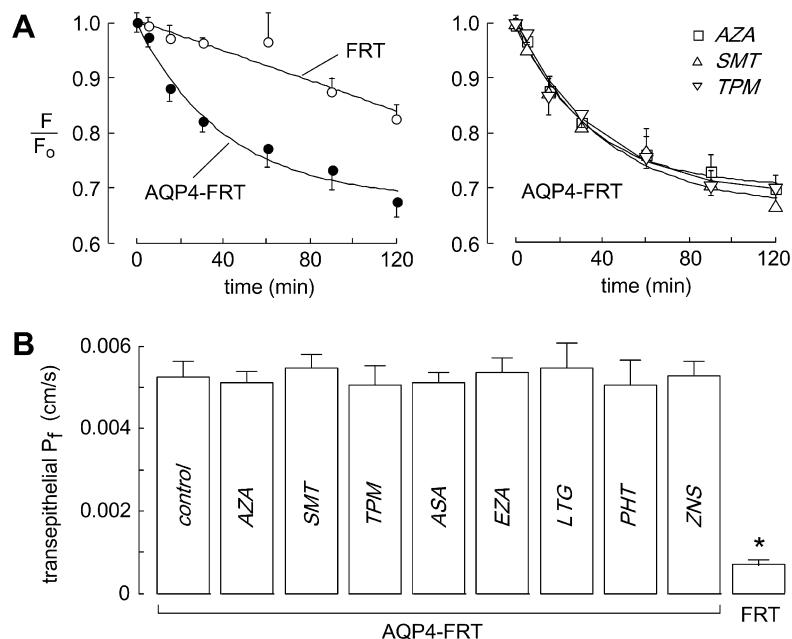 A
F
Fo
1.0
0.9
0.8
0.7
0.6
FRT
AQP4-FRT
0 40 80 120
time (min)
1.0
0.9
0.8
0.7
0.6
AZA
SMT
TPM
AQP4-FRT
0 40 80 120
time (min)
B
transepithelial Pf (cm/s)
0.006
0.004
0.002
0
control
AZA
SMT
TPM
ASA
EZA
LTG
PHT
ZNS
*
FRT
AQP4-FRT